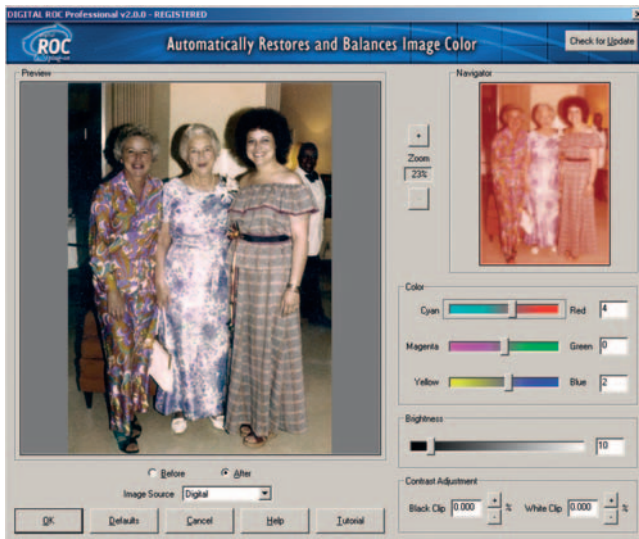 DIGITAL ROC Professional v2.0.0 - REGISTERED
ROC
Automatically Restores and Balances Image Color
Check for Update
Preview
Navigator
+
Zoom
23%
-
Color
Cyan Red 4
Magenta Green 0
Yellow Blue 2
Brightness
10
Before After
Image Source Digital
Contrast Adjustment
Black Clip 0.000 + - % White Clip 0.000 + - %
OK Defaults Cancel Help Tutorial